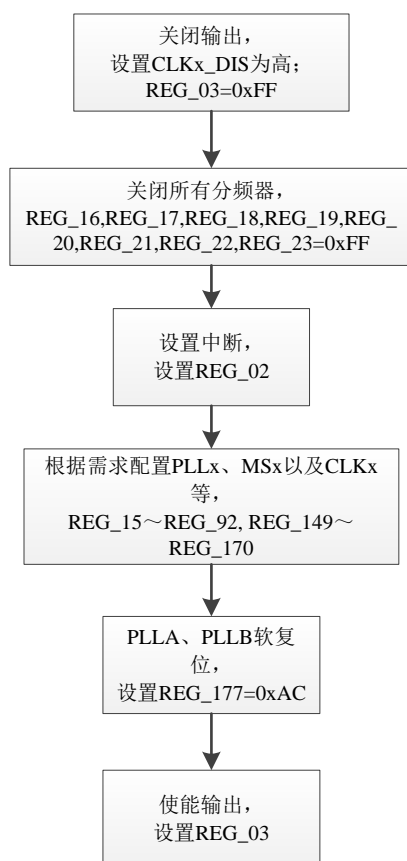 关闭输出，
设置CLKx_DIS为高；
REG_03=0xFF
关闭所有分频器，
REG_16,REG_17,REG_18,REG_19,REG_
20,REG_21,REG_22,REG_23=0xFF
设置中断，
设置REG_02
根据需求配置PLLx、MSx以及CLKx
等，
REG_15～REG_92, REG_149～
REG_170
PLLA、PLLB软复
位，
设置REG_177=0xAC
使能输出，
设置REG_03